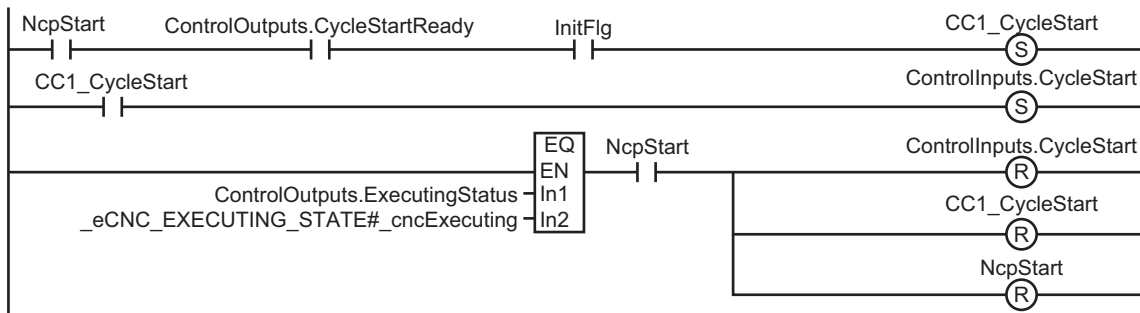 NcpStart ControlOutputs.CycleStartReady InitFlg CC1_CycleStart
S
CC1_CycleStart ControlInputs.CycleStart
S
EQ NcpStart ControlInputs.CycleStart
EN R
ControlOutputs.ExecutingStatus In1
CC1_CycleStart
_eCNC_EXECUTING_STATE#_cncExecuting In2
R
NcpStart
R